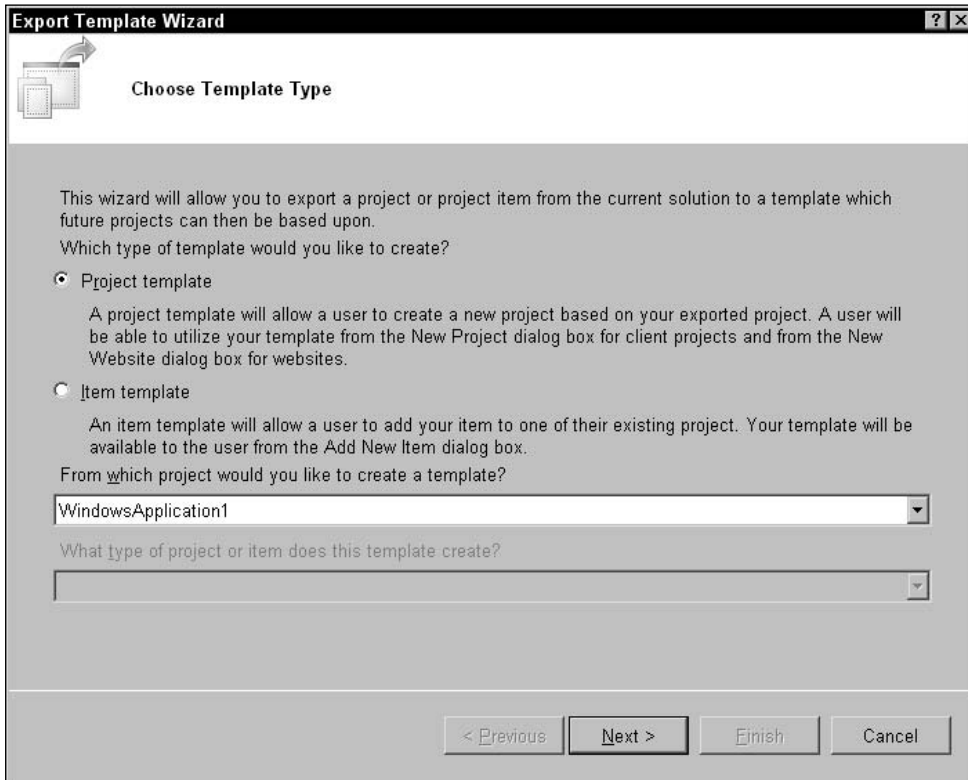 Export Template Wizard
Choose Template Type
This wizard will allow you to export a project or project item from the current solution to a template which
future projects can then be based upon.
Which type of template would you like to create?
Project template
A project template will allow a user to create a new project based on your exported project. A user will
be able to utilize your template from the New Project dialog box for client projects and from the New
Website dialog box for websites.
Item template
An item template will allow a user to add your item to one of their existing project. Your template will be
available to the user from the Add New Item dialog box.
From which project would you like to create a template?
WindowsApplication1
What type of project or item does this template create?
< Previous Next > Finish Cancel